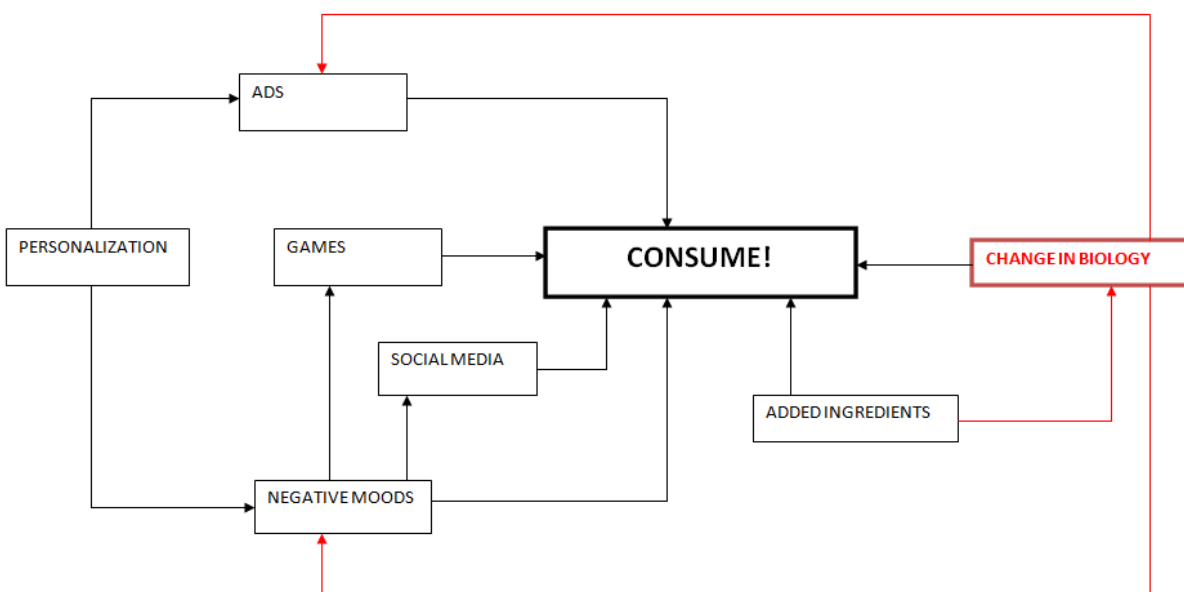 ADS
PERSONALIZATION
GAMES
CONSUME!
CHANGE IN BIOLOGY
SOCIAL MEDIA
ADDED INGREDIENTS
NEGATIVE MOODS